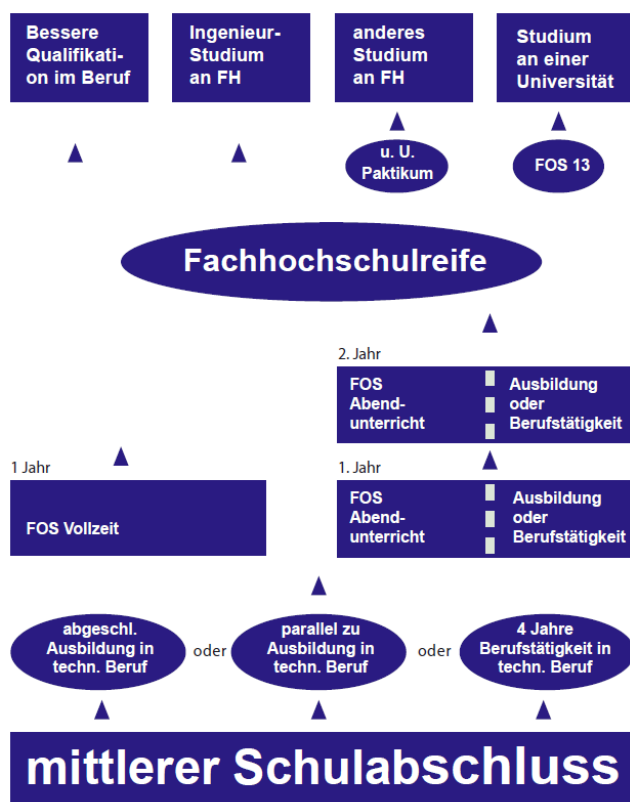 Bessere
Qualifikati-
on im Beruf
Ingenieur-
Studium
an FH
anderes
Studium
an FH
Studium
an einer
Universität
u. U.
Paktikum
FOS 13
Fachhochschulreife
2. Jahr
FOS
Abend-
unterricht
Ausbildung
oder
Berufstätigkeit
1 Jahr
FOS Vollzeit
1. Jahr
FOS
Abend-
unterricht
Ausbildung
oder
Berufstätigkeit
abgeschl.
Ausbildung in
techn. Beruf
oder
parallel zu
Ausbildung in
techn. Beruf
oder
4 Jahre
Berufstätigkeit in
techn. Beruf
mittlerer Schulabschluss